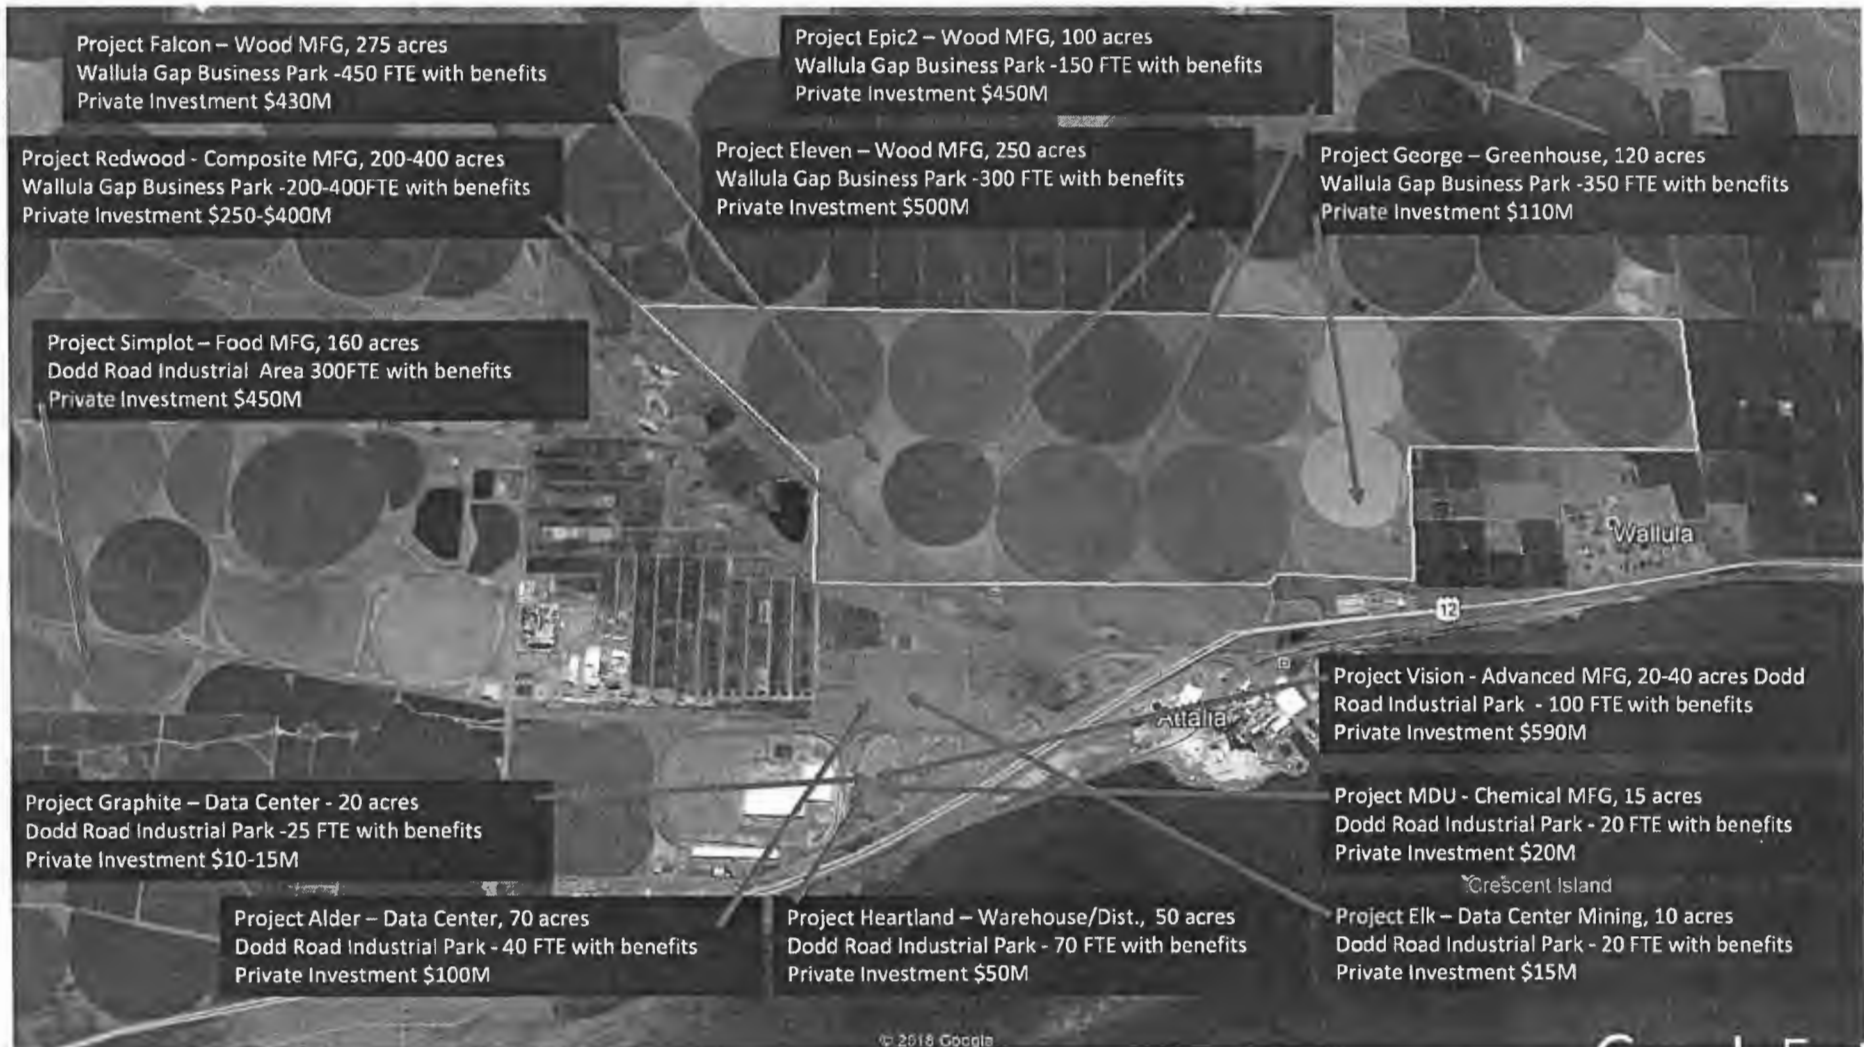 Project Falcon – Wood MFG, 275 acres
Wallula Gap Business Park -450 FTE with benefits
Private Investment $430M
Project Epic2 – Wood MFG, 100 acres
Wallula Gap Business Park -150 FTE with benefits
Private Investment $450M
Project Redwood - Composite MFG, 200-400 acres
Wallula Gap Business Park -200-400FTE with benefits
Private Investment $250-$400M
Project Eleven – Wood MFG, 250 acres
Wallula Gap Business Park -300 FTE with benefits
Private Investment $500M
Project George – Greenhouse, 120 acres
Wallula Gap Business Park -350 FTE with benefits
Private Investment $110M
Project Simplot – Food MFG, 160 acres
Dodd Road Industrial Area 300FTE with benefits
Private Investment $450M
Wallula
12
Project Vision - Advanced MFG, 20-40 acres Dodd
Road Industrial Park - 100 FTE with benefits
Private Investment $590M
Attalia
Project Graphite – Data Center - 20 acres
Dodd Road Industrial Park -25 FTE with benefits
Private Investment $10-15M
Project MDU - Chemical MFG, 15 acres
Dodd Road Industrial Park - 20 FTE with benefits
Private Investment $20M
Crescent Island
Project Alder – Data Center, 70 acres
Dodd Road Industrial Park - 40 FTE with benefits
Private Investment $100M
Project Heartland – Warehouse/Dist., 50 acres
Dodd Road Industrial Park - 70 FTE with benefits
Private Investment $50M
Project Elk – Data Center Mining, 10 acres
Dodd Road Industrial Park - 20 FTE with benefits
Private Investment $15M
© 2018 Google